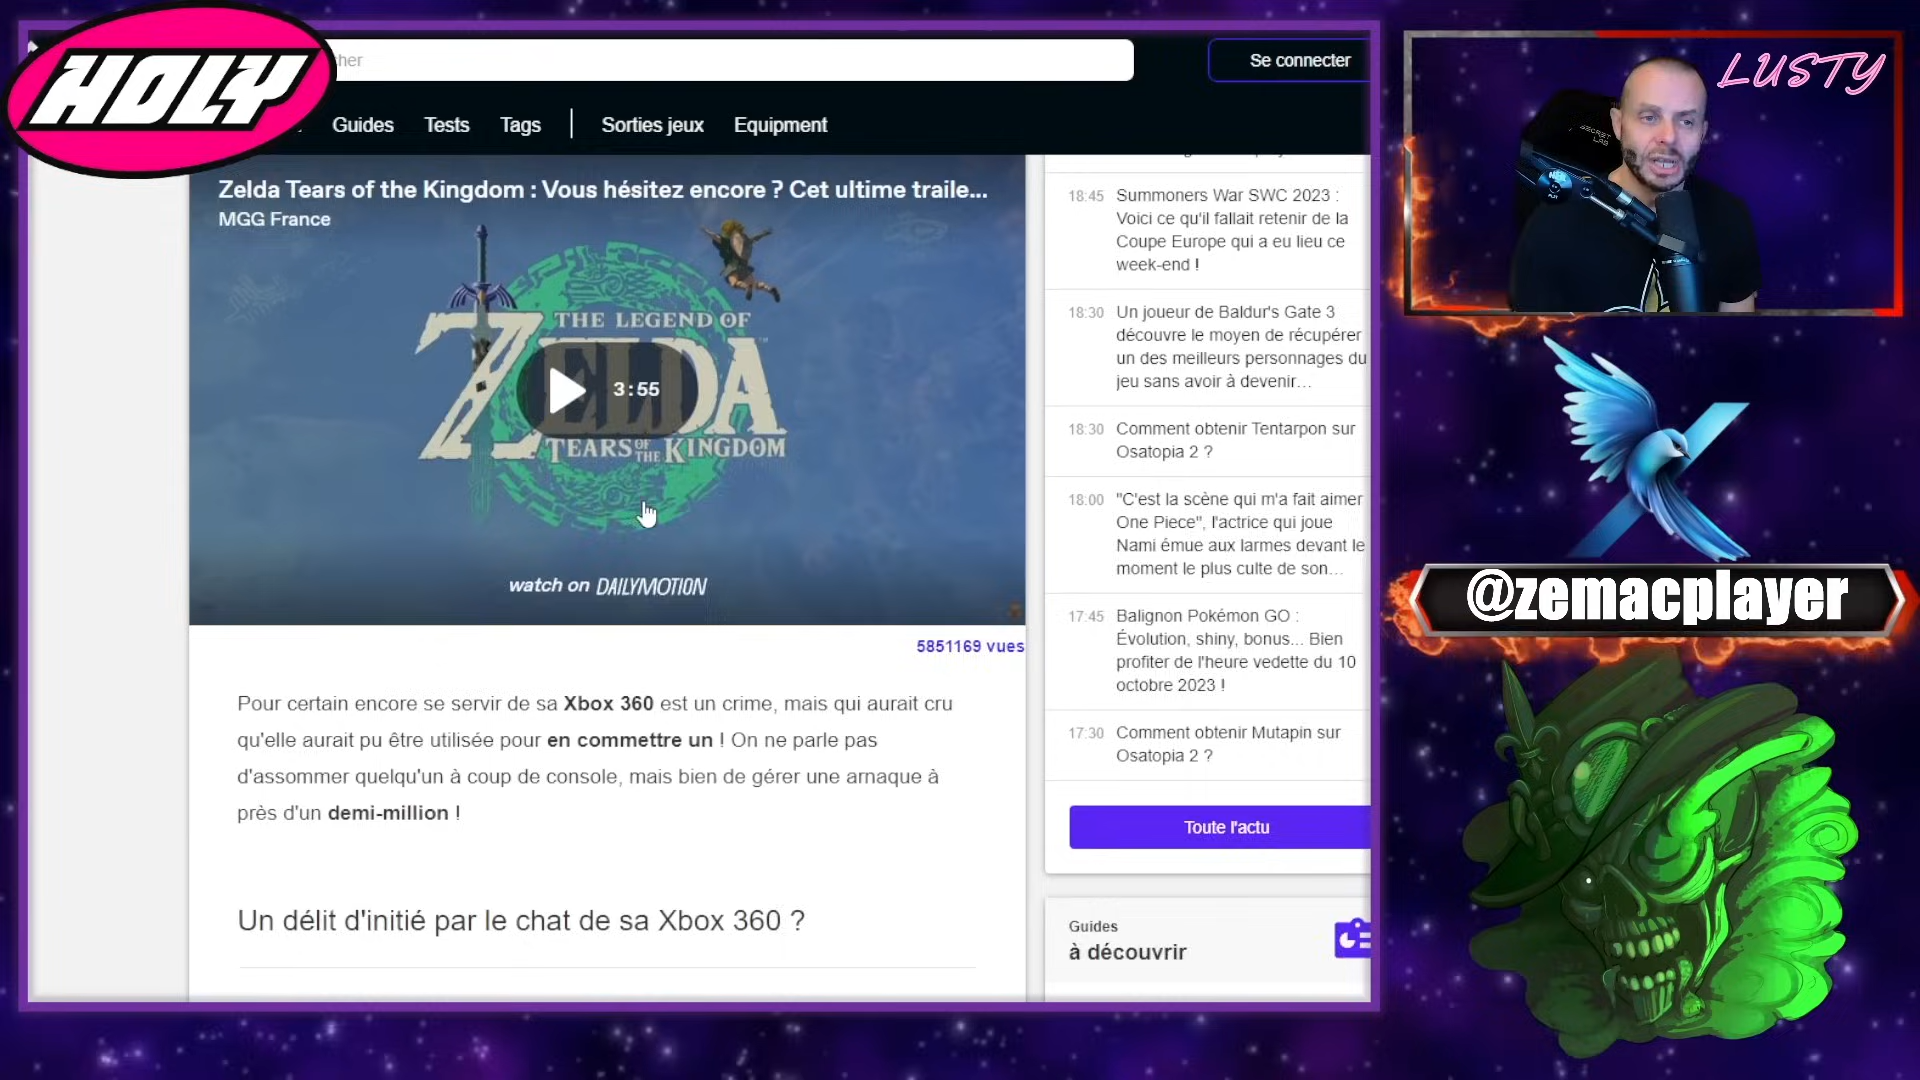 HOLY
cher
Se connecter
Guides
Tests
Tags
Sorties jeux
Equipment
Zelda Tears of the Kingdom : Vous hésitez encore ? Cet ultime traile...
MGG France
THE LEGEND OF
ZELDA
TEARS OF THE KINGDOM
3:55
watch on DAILYMOTION
5851169 vues
Pour certain encore se servir de sa Xbox 360 est un crime, mais qui aurait cru
qu'elle aurait pu être utilisée pour en commettre un ! On ne parle pas
d'assommer quelqu'un à coup de console, mais bien de gérer une arnaque à
près d'un demi-million !
Un délit d'initié par le chat de sa Xbox 360 ?
18:45 Summoners War SWC 2023 :
Voici ce qu'il fallait retenir de la
Coupe Europe qui a eu lieu ce
week-end !
18:30 Un joueur de Baldur's Gate 3
découvre le moyen de récupérer
un des meilleurs personnages du
jeu sans avoir à devenir...
18:30 Comment obtenir Tentarpon sur
Osatopia 2 ?
18:00 "C'est la scène qui m'a fait aimer
One Piece", l'actrice qui joue
Nami émue aux larmes devant le
moment le plus culte de son...
17:45 Balignon Pokémon GO :
Évolution, shiny, bonus... Bien
profiter de l'heure vedette du 10
octobre 2023 !
17:30 Comment obtenir Mutapin sur
Osatopia 2 ?
Toute l'actu
Guides
à découvrir
LUSTY
SECRET
LAB
@zemacplayer